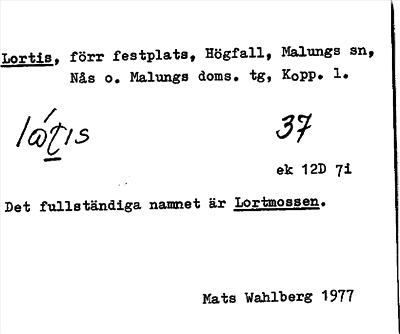 Lortis, förr festplats, Högfall, Malungs sn,
Nås o. Malungs doms. tg, Kopp. l.
37
ek 12D 7i
Det fullständiga namnet är Lortmossen.
Mats Wahlberg 1977